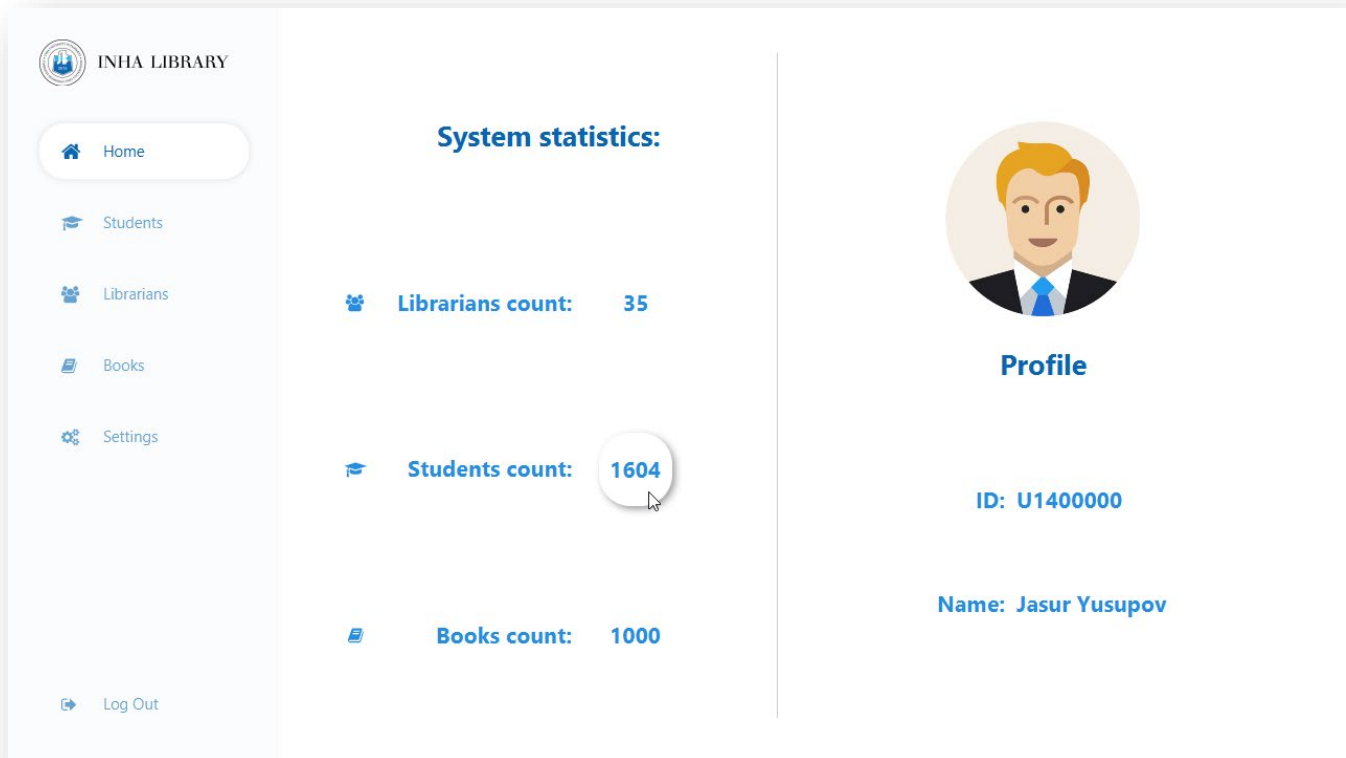 INHA LIBRARY
Home
Students
Librarians
Books
Settings
Log Out
System statistics:
Librarians count: 35
Students count: 1604
Books count: 1000
Profile
ID: U1400000
Name: Jasur Yusupov